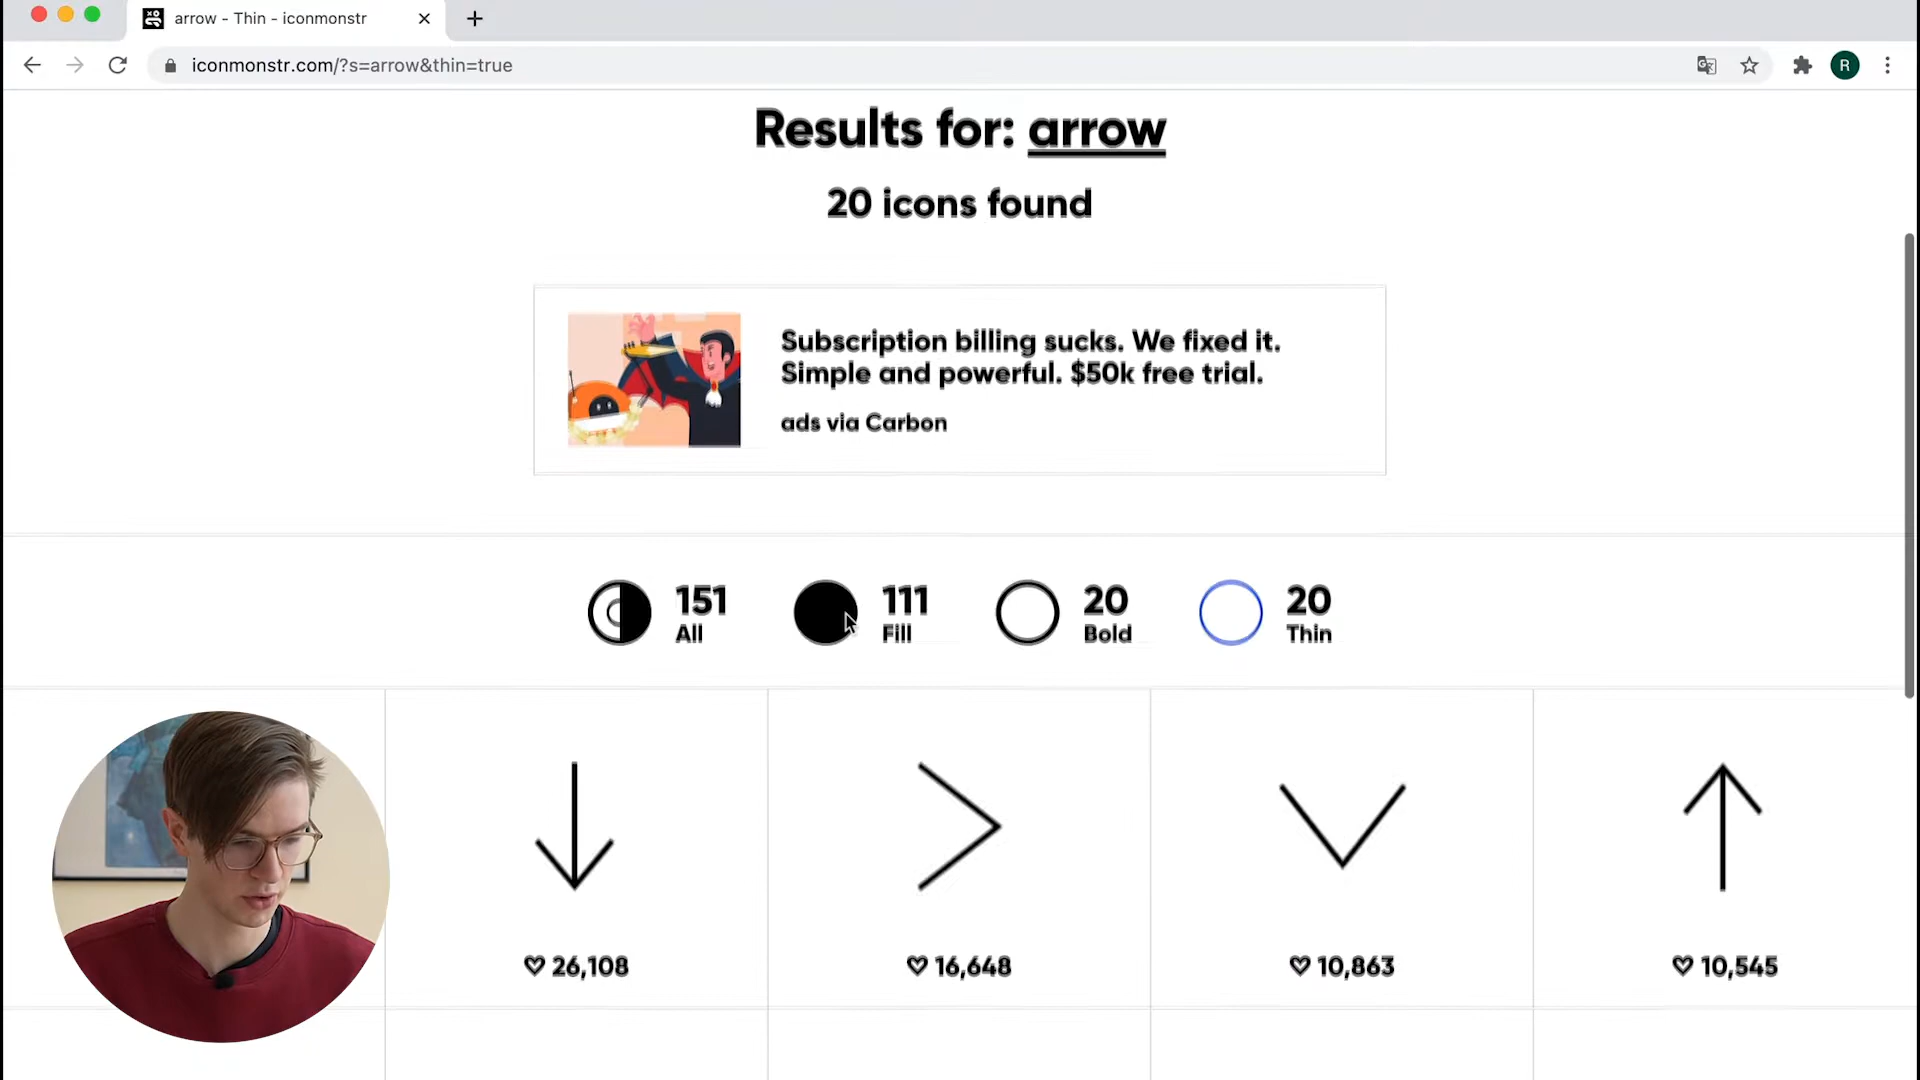 arrow - Thin - iconmonstr
iconmonstr.com/?s=arrow&thin=true
R
Results for: arrow
20 icons found
Subscription billing sucks. We fixed it.
Simple and powerful. $50k free trial.
ads via Carbon
151
All
111
Fill
20
Bold
20
Thin
26,108
16,648
10,863
10,545